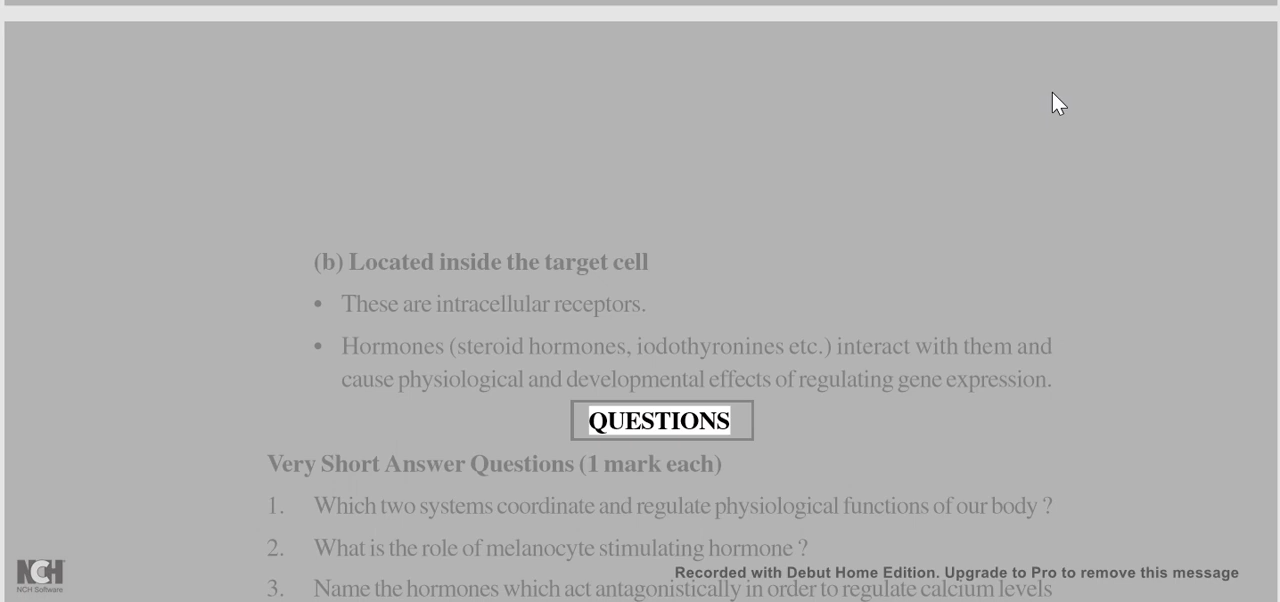 (b) Located inside the target cell
• These are intracellular receptors.
• Hormones (steroid hormones, iodothyronines etc.) interact with them and
cause physiological and developmental effects of regulating gene expression.
QUESTIONS
Very Short Answer Questions (1 mark each)
1. Which two systems coordinate and regulate physiological functions of our body ?
2. What is the role of melanocyte stimulating hormone ?
3. Name the hormones which act antagonistically in order to regulate calcium levels
Recorded with Debut Home Edition. Upgrade to Pro to remove this message
NCH
NCH Software